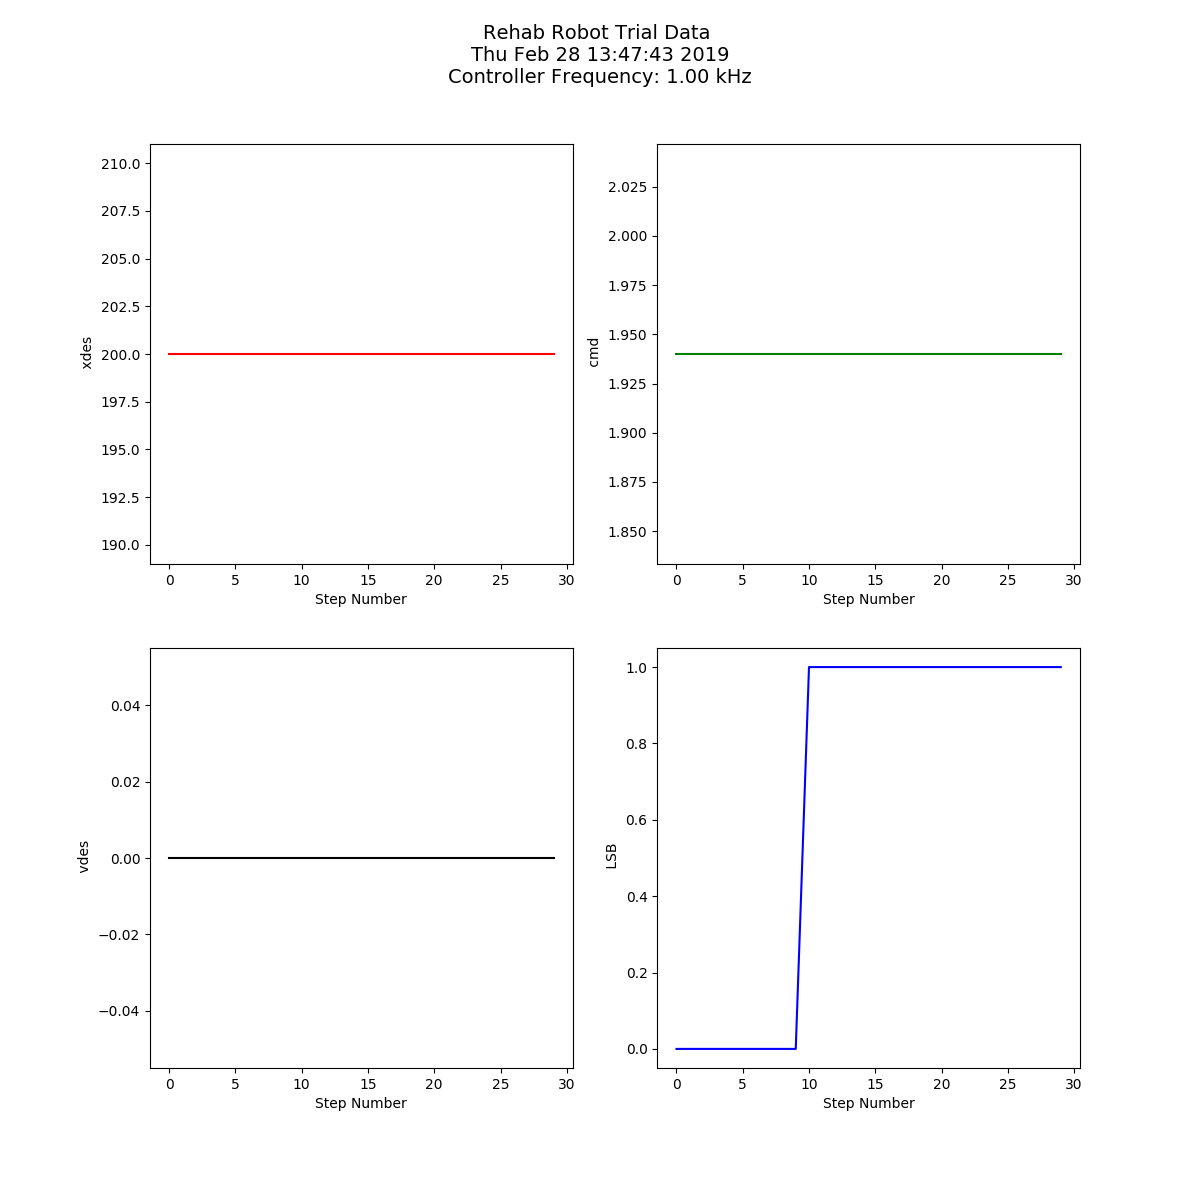 Rehab Robot Trial Data
Thu Feb 28 13:47:43 2019
Controller Frequency: 1.00 kHz
210.0
207.5
205.0
202.5
200.0
197.5
195.0
192.5
190.0
xdes
0 5 10 15 20 25 30
Step Number
2.025
2.000
1.975
1.950
1.925
1.900
1.875
1.850
cmd
0 5 10 15 20 25 30
Step Number
0.04
0.02
0.00
−0.02
−0.04
vdes
0 5 10 15 20 25 30
Step Number
1.0
0.8
0.6
0.4
0.2
0.0
LSB
0 5 10 15 20 25 30
Step Number